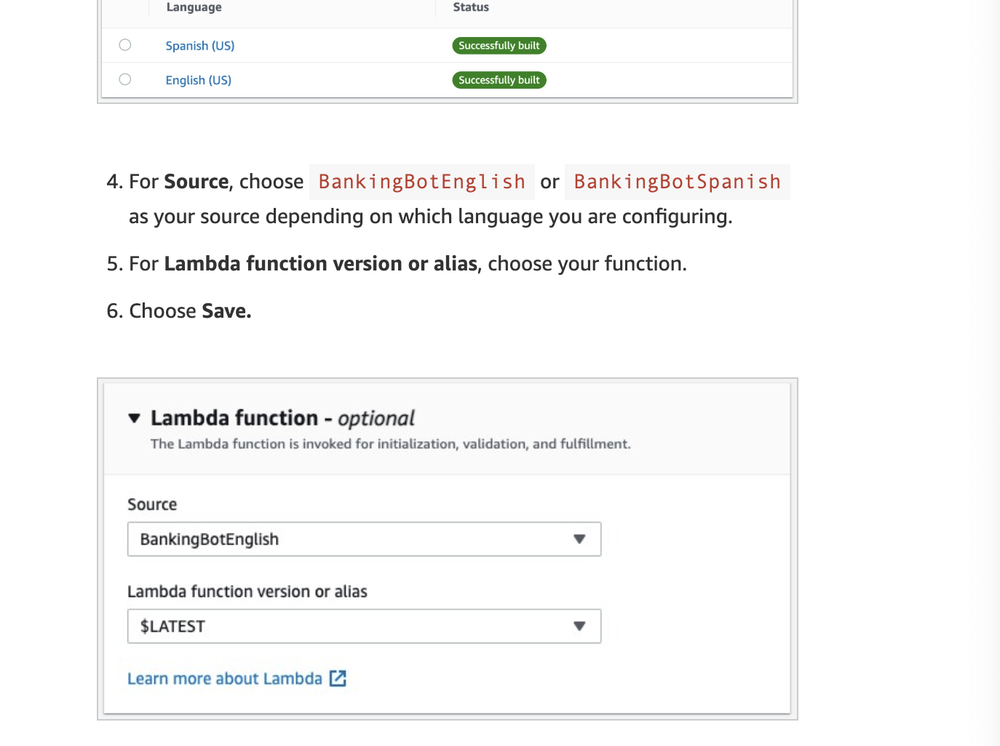 Language Status
Spanish (US) Successfully built
English (US) Successfully built
4. For Source, choose BankingBotEnglish or BankingBotSpanish
as your source depending on which language you are configuring.
5. For Lambda function version or alias, choose your function.
6. Choose Save.
Lambda function - optional
The Lambda function is invoked for initialization, validation, and fulfillment.
Source
BankingBotEnglish
Lambda function version or alias
$LATEST
Learn more about Lambda